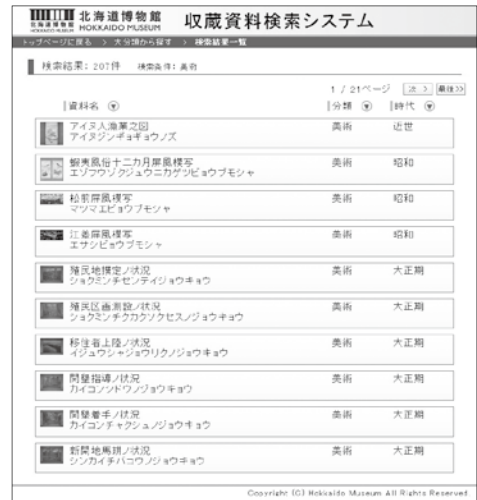 北海道博物館
HOKKAIDO MUSEUM
収蔵資料検索システム
トップページに戻る > 大分類から探す > 検索結果一覧
検索結果: 207件 検索条件: 美術
1 / 21ページ 次 > 最後>>
資料名 分類 時代
アイヌ人漁業之図 美術 近世
アイヌジンギョギョウノズ
蝦夷風俗十二カ月屏風模写 美術 昭和
エゾフウゾクジュウニカゲツビョウブモシャ
松前屏風模写 美術 昭和
マツマエビョウブモシャ
江差屏風模写 美術 昭和
エサシビョウブモシャ
殖民地撰定ノ状況 美術 大正期
ショクミンチセンテイジョウキョウ
殖民区画測設ノ状況 美術 大正期
ショクミンチクカクソクセスノジョウキョウ
移住者上陸ノ状況 美術 大正期
イジュウシャジョウリクノジョウキョウ
開墾指導ノ状況 美術 大正期
カイコンシドウノジョウキョウ
開墾着手ノ状況 美術 大正期
カイコンチャクシュノジョウキョウ
新開地馬耕ノ状況 美術 大正期
シンカイチバコウノジョウキョウ
Copyright (C) Hokkaido Museum All Rights Reserved.